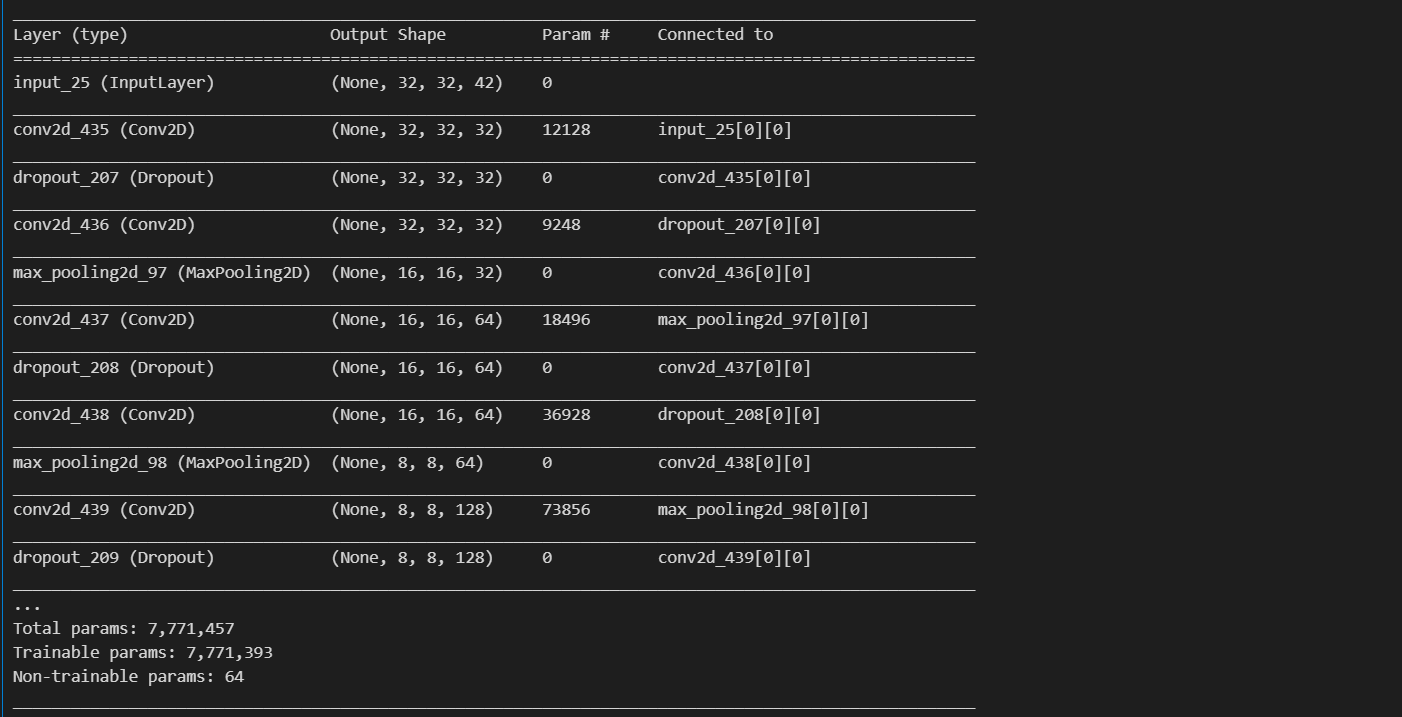 Layer (type) Output Shape Param # Connected to
==================================================================================================
input_25 (InputLayer) (None, 32, 32, 42) 0
conv2d_435 (Conv2D) (None, 32, 32, 32) 12128 input_25[0][0]
dropout_207 (Dropout) (None, 32, 32, 32) 0 conv2d_435[0][0]
conv2d_436 (Conv2D) (None, 32, 32, 32) 9248 dropout_207[0][0]
max_pooling2d_97 (MaxPooling2D) (None, 16, 16, 32) 0 conv2d_436[0][0]
conv2d_437 (Conv2D) (None, 16, 16, 64) 18496 max_pooling2d_97[0][0]
dropout_208 (Dropout) (None, 16, 16, 64) 0 conv2d_437[0][0]
conv2d_438 (Conv2D) (None, 16, 16, 64) 36928 dropout_208[0][0]
max_pooling2d_98 (MaxPooling2D) (None, 8, 8, 64) 0 conv2d_438[0][0]
conv2d_439 (Conv2D) (None, 8, 8, 128) 73856 max_pooling2d_98[0][0]
dropout_209 (Dropout) (None, 8, 8, 128) 0 conv2d_439[0][0]
...
Total params: 7,771,457
Trainable params: 7,771,393
Non-trainable params: 64